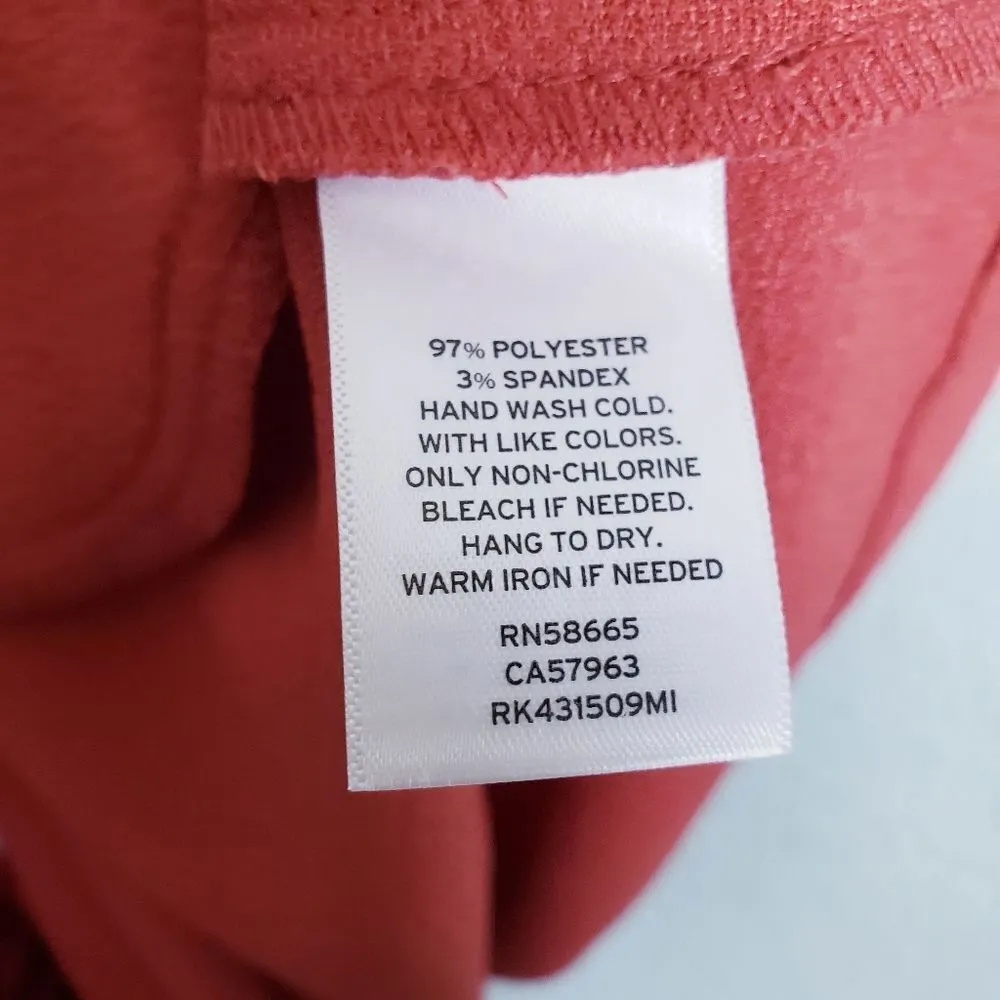 97% POLYESTER
3% SPANDEX
HAND WASH COLD.
WITH LIKE COLORS.
ONLY NON-CHLORINE
BLEACH IF NEEDED.
HANG TO DRY.
WARM IRON IF NEEDED
RN58665
CA57963
RK431509MI